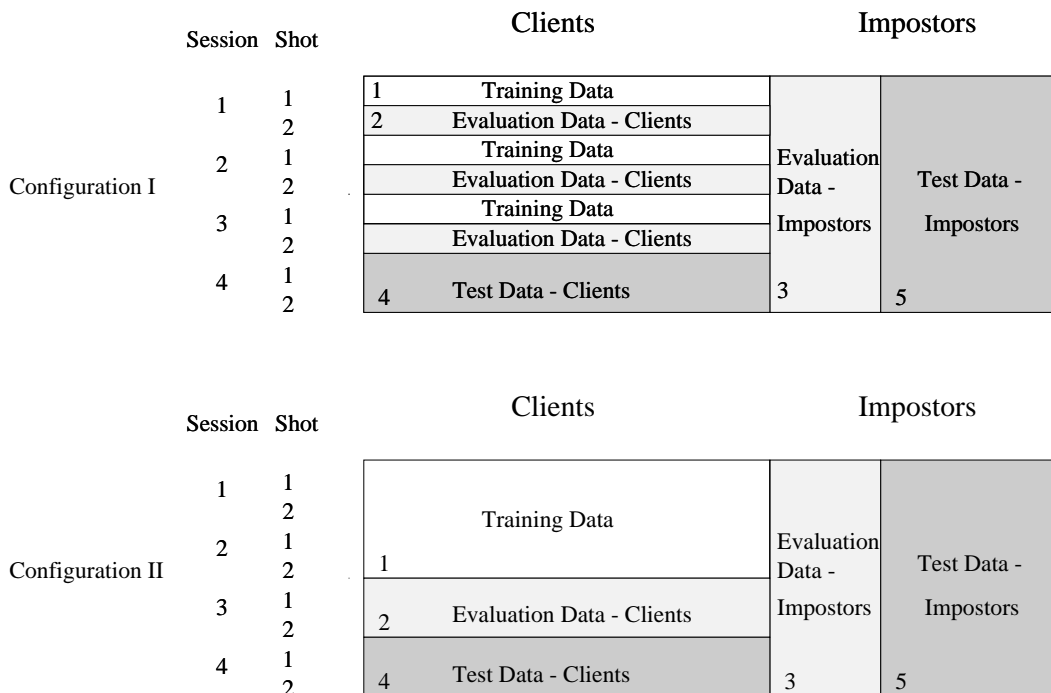 Clients Impostors
Session Shot
1 1 1 Training Data
2 2 Evaluation Data - Clients
2 1 Training Data Evaluation
Configuration I 2 Evaluation Data - Clients Data - Test Data -
3 1 Training Data Impostors Impostors
2 Evaluation Data - Clients
4 1
2 4 Test Data - Clients 3 5
Clients Impostors
Session Shot
1 1
2 Training Data
2 1 Evaluation
Configuration II 2 1 Data - Test Data -
3 1 Impostors Impostors
2 2 Evaluation Data - Clients
4 1
2 4 Test Data - Clients 3 5